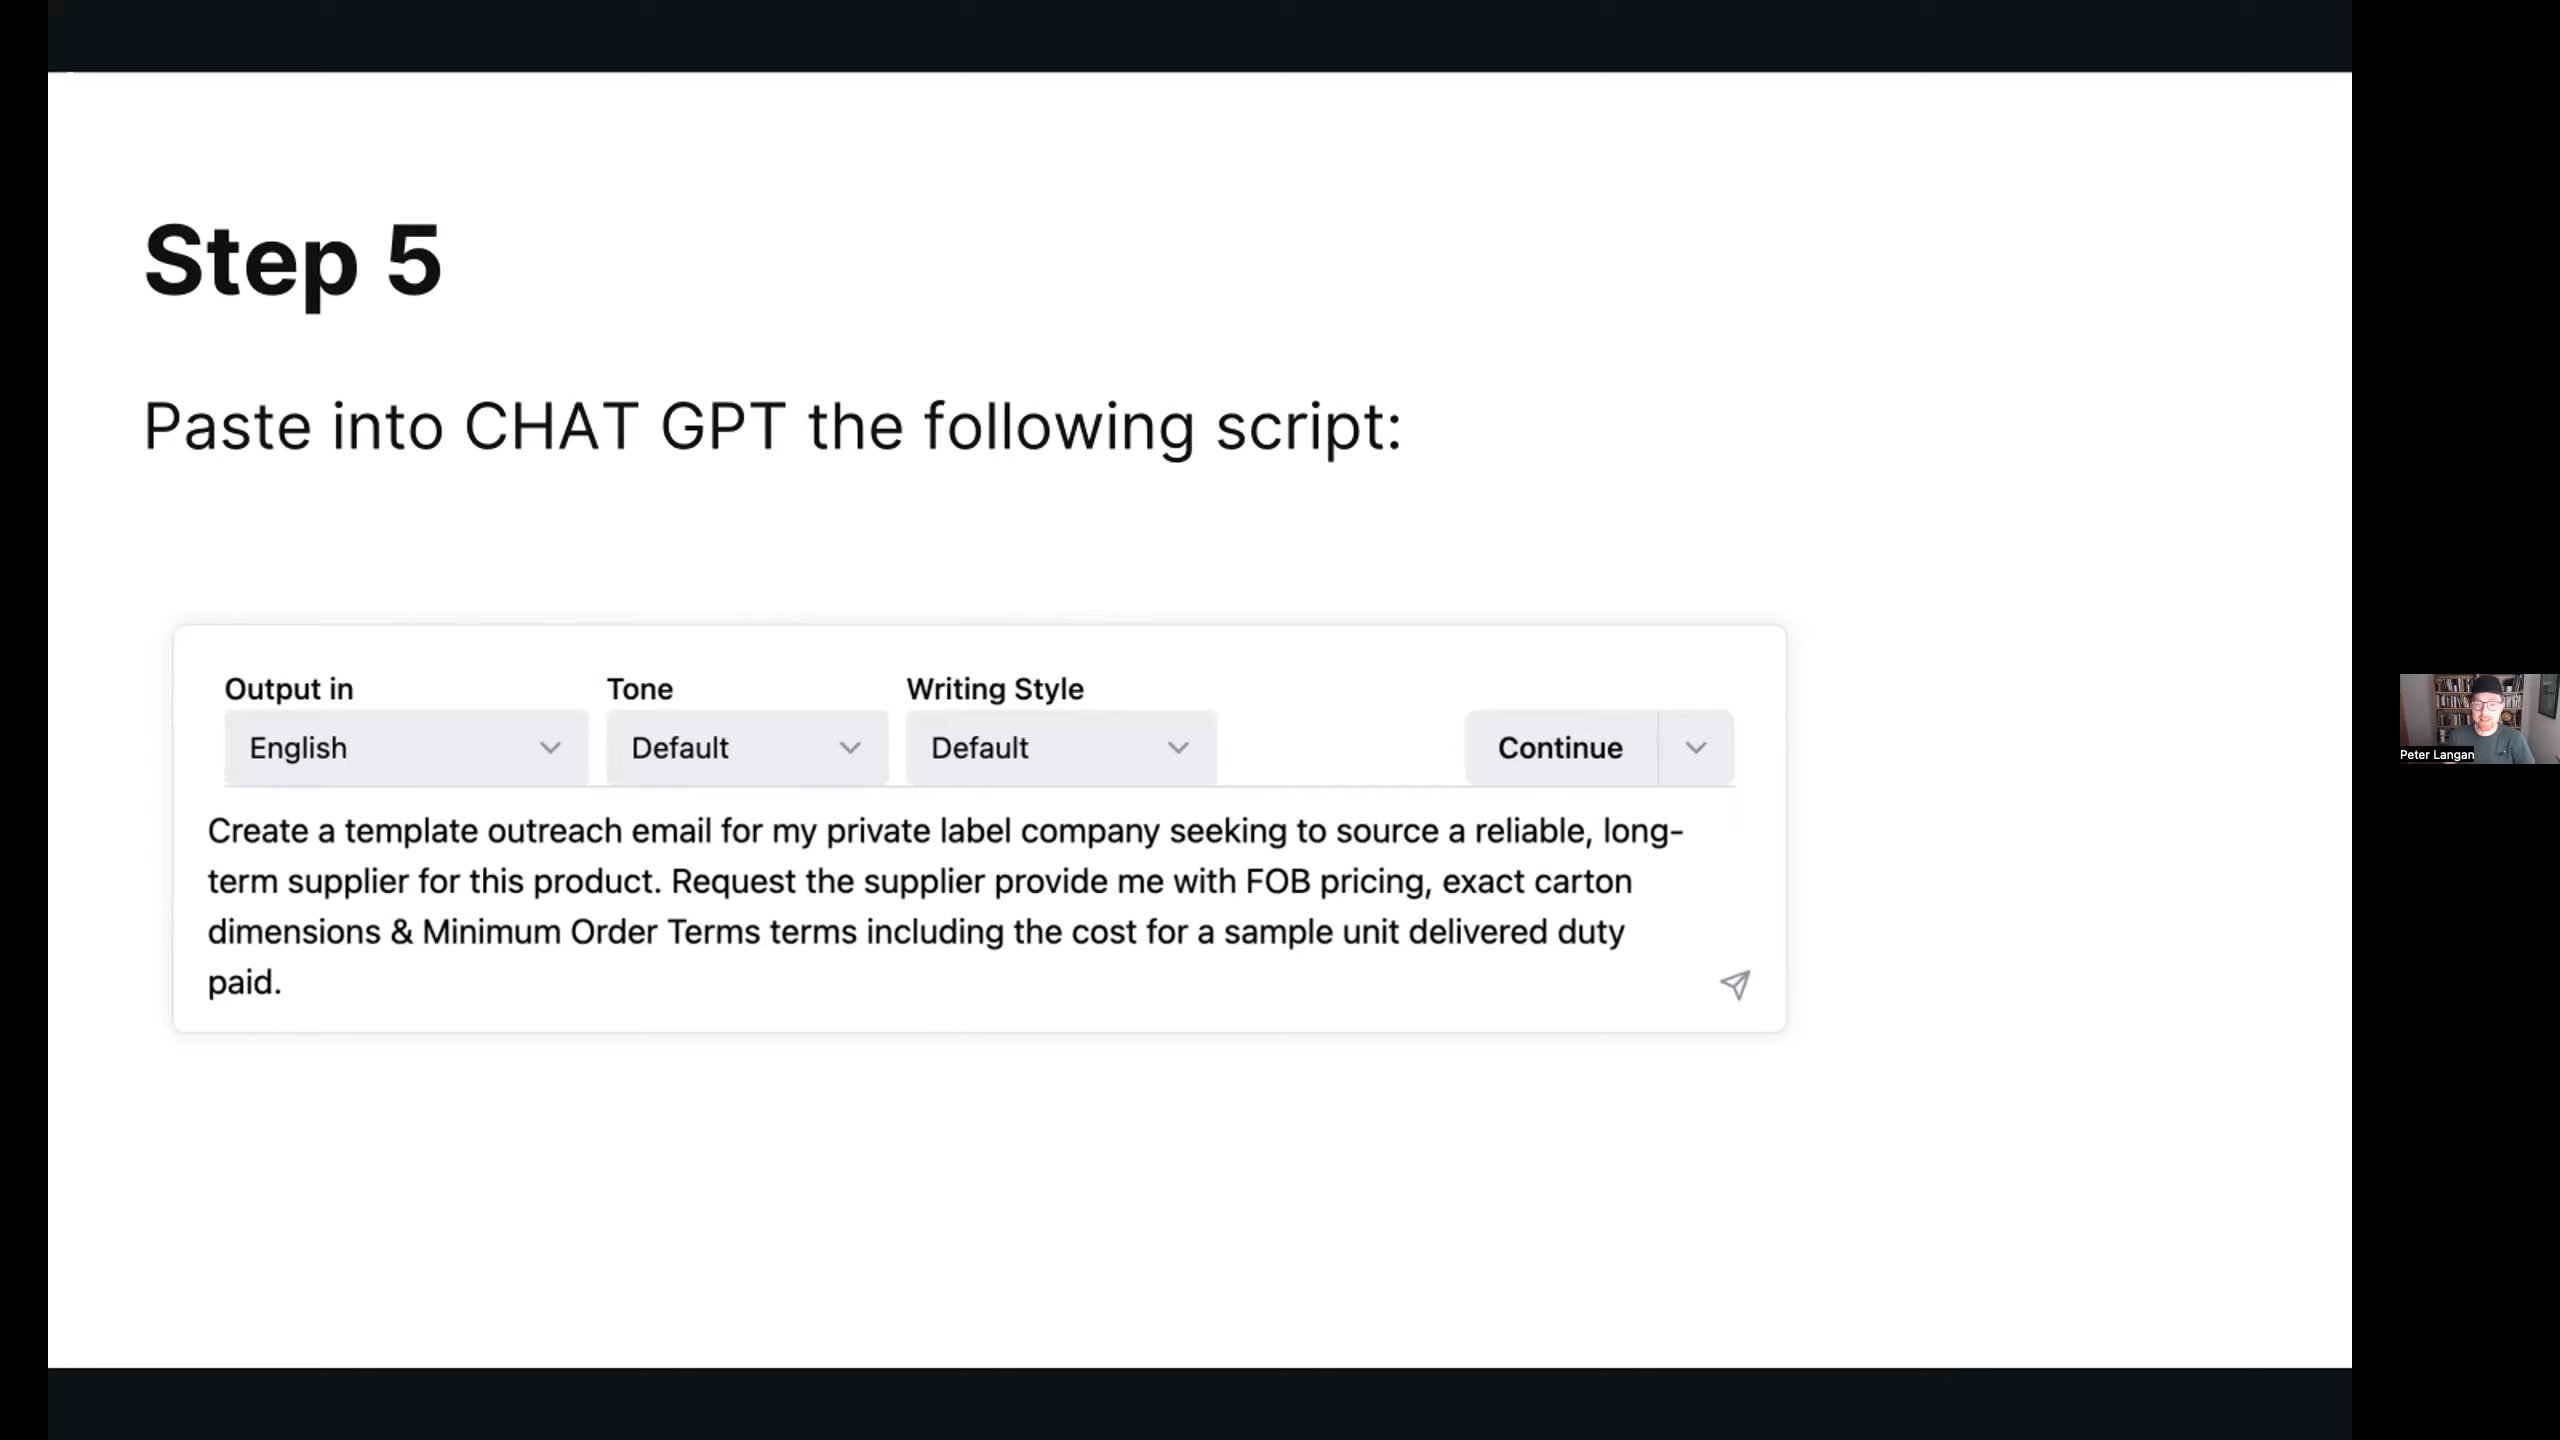 Step 5
Paste into CHAT GPT the following script:
Output in
Tone
Writing Style
English
Default
Default
Continue
Create a template outreach email for my private label company seeking to source a reliable, long-
term supplier for this product. Request the supplier provide me with FOB pricing, exact carton
dimensions & Minimum Order Terms terms including the cost for a sample unit delivered duty
paid.
Peter Langan